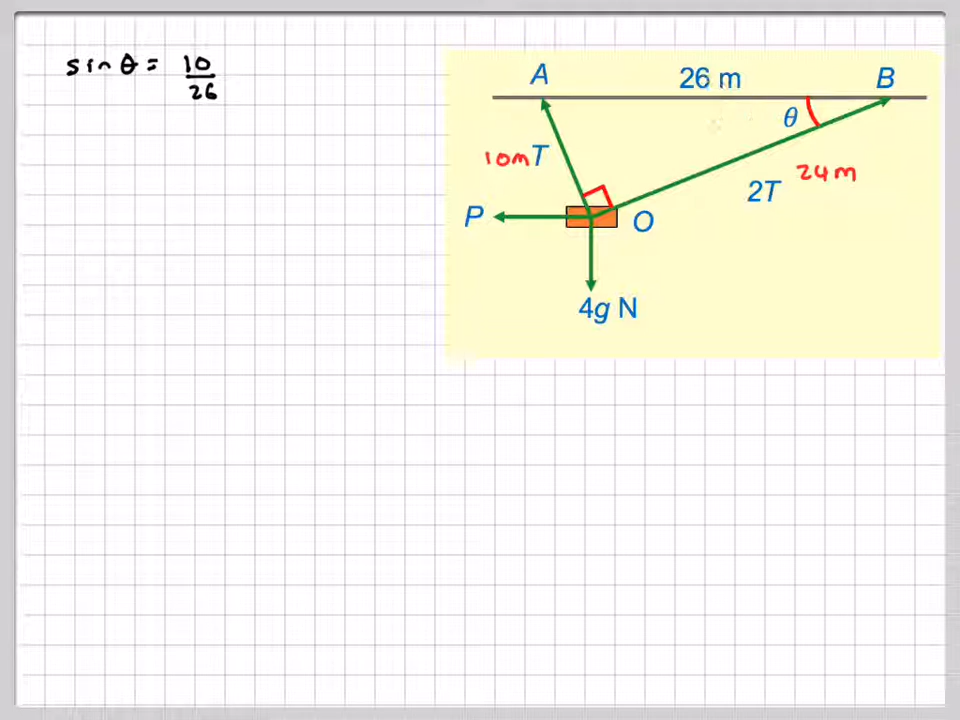 sin θ = 10/26
A 26 m B
θ
10m T
24m
2T
P O
4g N